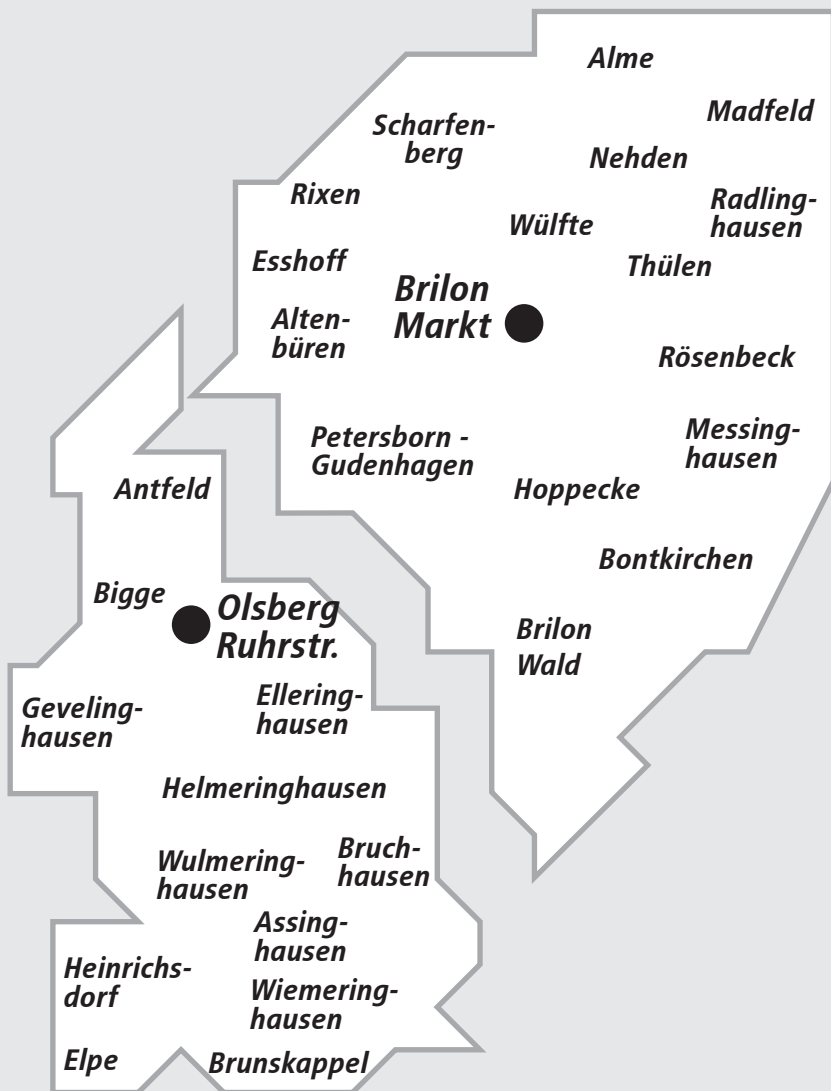 Alme
Madfeld
Scharfen-
berg
Nehden
Rixen
Radling-
hausen
Wülfte
Esshoff
Thülen
Brilon
Markt
Alten-
büren
Rösenbeck
Petersborn -
Gudenhagen
Messing-
hausen
Hoppecke
Antfeld
Bontkirchen
Bigge
Olsberg
Ruhrstr.
Brilon
Wald
Geveling-
hausen
Ellering-
hausen
Helmeringhausen
Wulmering-
hausen
Bruch-
hausen
Assing-
hausen
Heinrichs-
dorf
Wiemering-
hausen
Elpe
Brunskappel